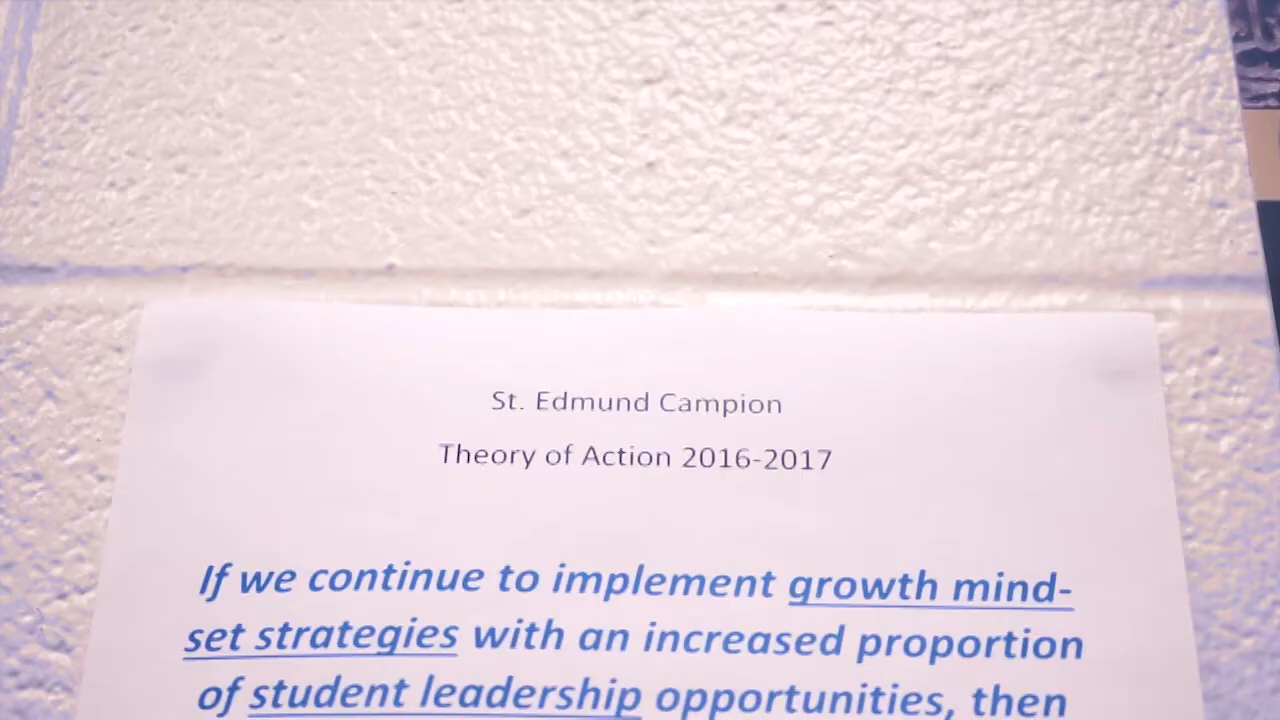 St. Edmund Campion
Theory of Action 2016-2017
If we continue to implement growth mind-
set strategies with an increased proportion
of student leadership opportunities, then